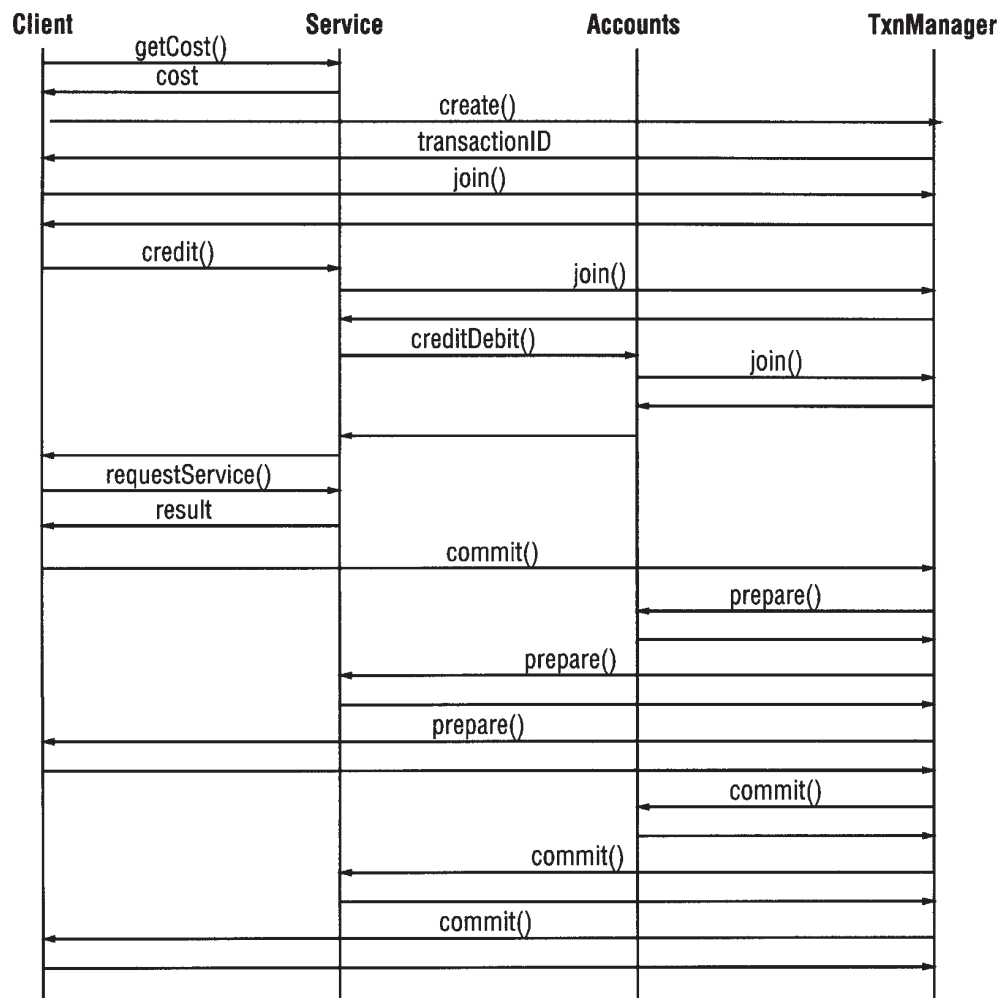 Client Service Accounts TxnManager
getCost()
cost
create()
transactionID
join()
credit()
join()
creditDebit()
join()
requestService()
result
commit()
prepare()
prepare()
prepare()
commit()
commit()
commit()